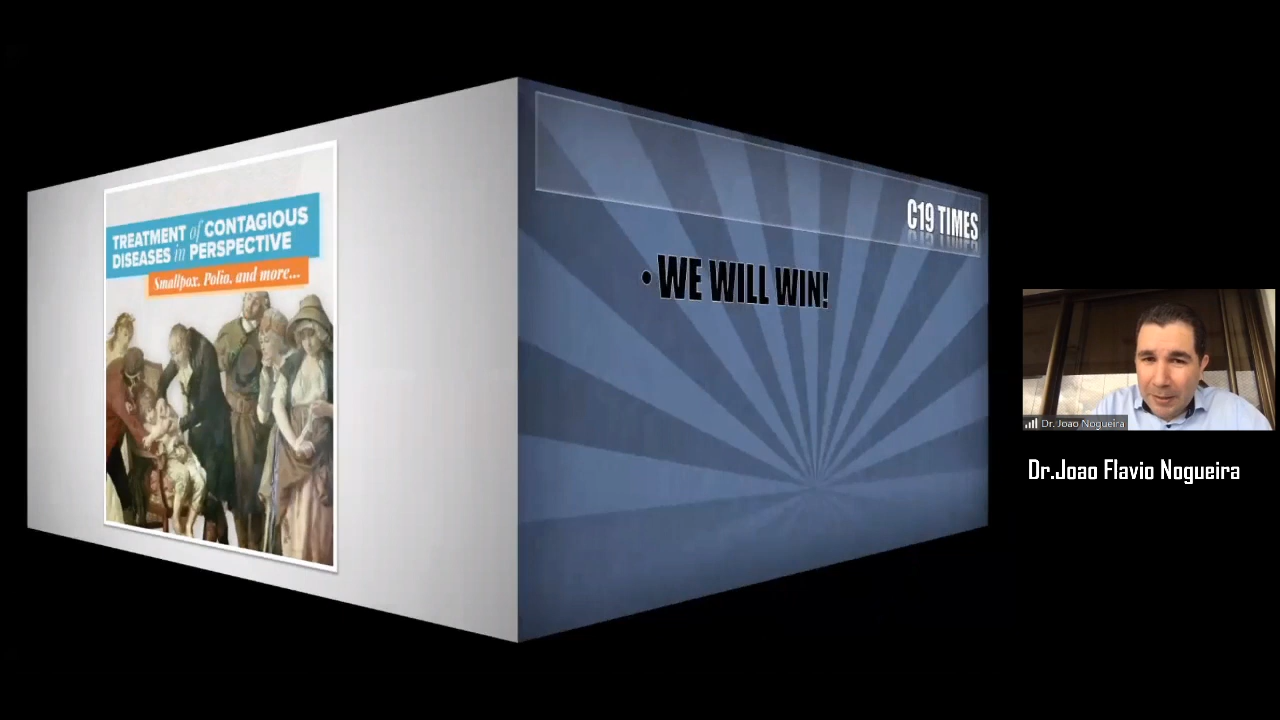 TREATMENT of CONTAGIOUS
DISEASES in PERSPECTIVE
Smallpox, Polio, and more...
C19 TIMES
• WE WILL WIN!
Dr. Joao Nogueira
Dr.Joao Flavio Nogueira